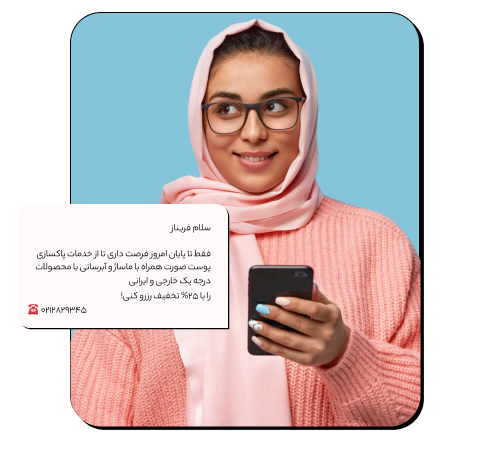 سلام فریناز
فقط تا پایان امروز فرصت داری تا از خدمات پاکسازی
پوست صورت همراه با ماساژ و آبرسانی با محصولات
درجه یک خارجی و ایرانی
را با ۲۵% تخفیف رزرو کنی!
۰۲۱۲۸۲۹۳۴۵